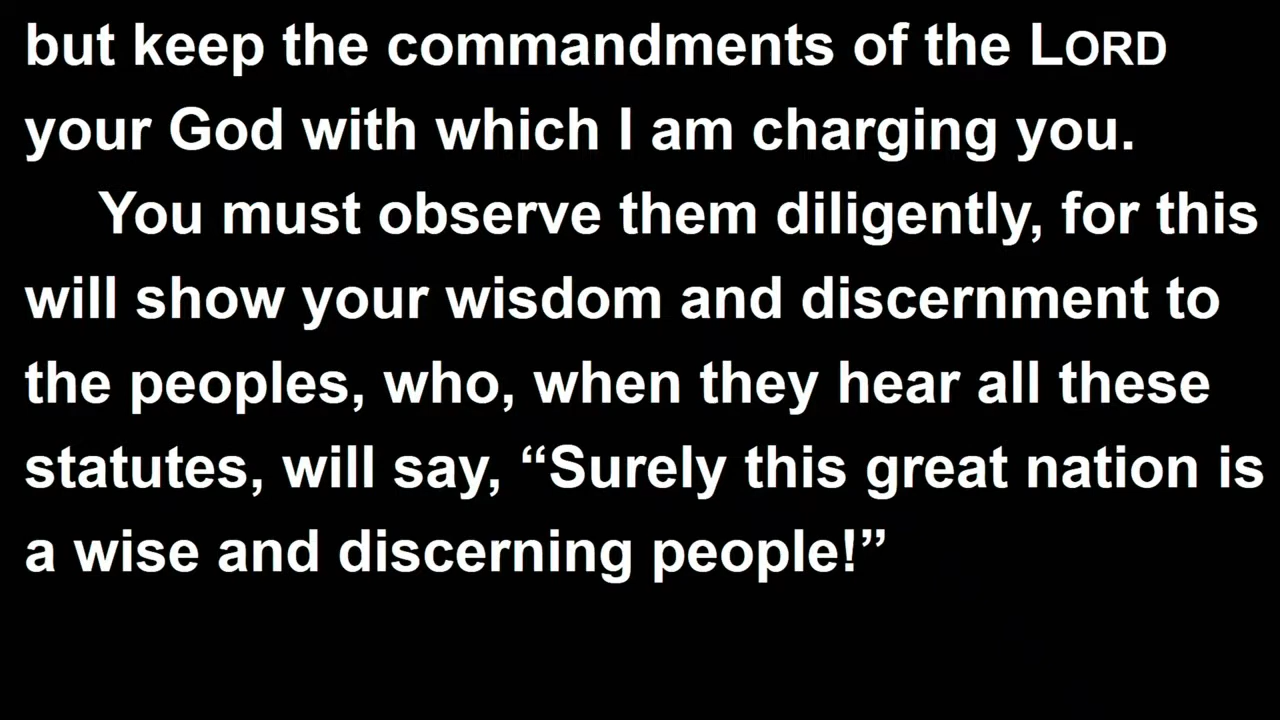 but keep the commandments of the LORD
your God with which I am charging you.
You must observe them diligently, for this
will show your wisdom and discernment to
the peoples, who, when they hear all these
statutes, will say, “Surely this great nation is
a wise and discerning people!”